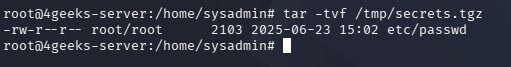 root@4geeks-server:/home/sysadmin# tar -tvf /tmp/secrets.tgz
-rw-r--r-- root/root      2103 2025-06-23 15:02 etc/passwd
root@4geeks-server:/home/sysadmin#